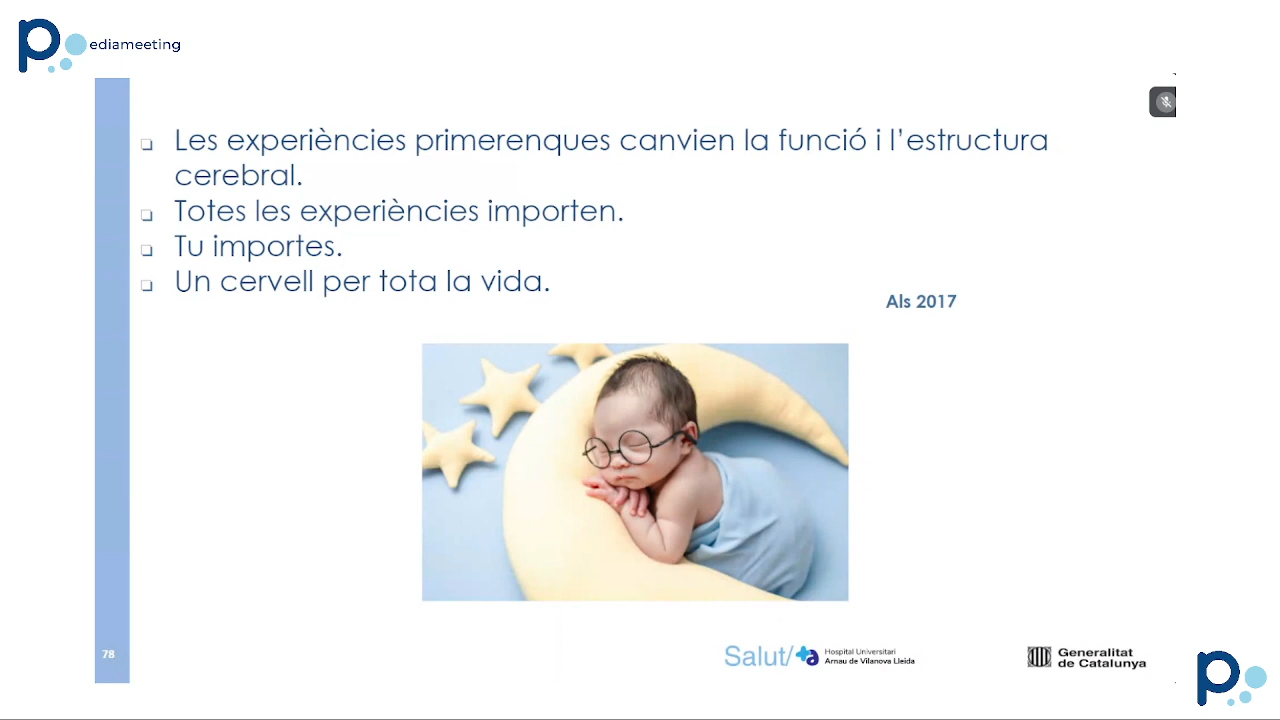 ediameeting
Les experiències primerenques canvien la funció i l'estructura
cerebral.
Totes les experiències importen.
Tu importes.
Un cervell per tota la vida.
Als 2017
78
Salut/
Hospital Universitari
Arnau de Vilanova Lleida
Generalitat
de Catalunya